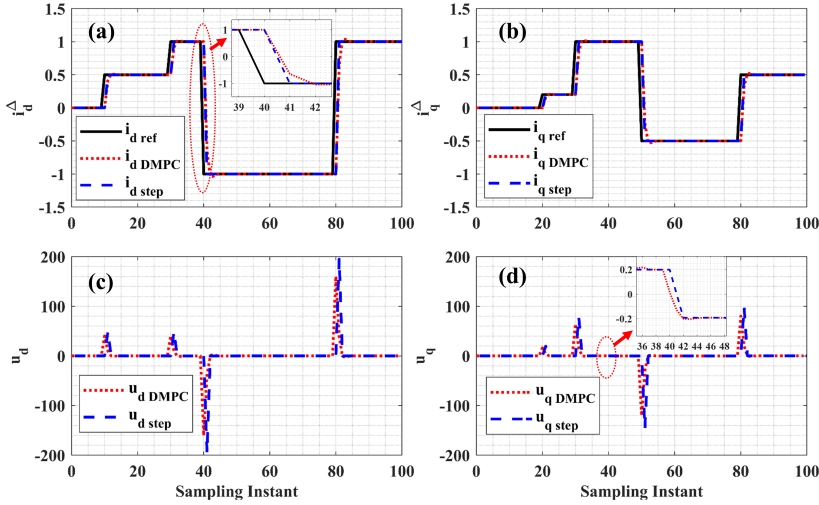 (a)
i_d^Δ
1.5
1
0.5
0
-0.5
-1
-1.5
0 20 40 60 80 100
i_d ref
i_d DMPC
i_d step
1
0
-1
39 40 41 42
(b)
i_q^Δ
1.5
1
0.5
0
-0.5
-1
-1.5
0 20 40 60 80 100
i_q ref
i_q DMPC
i_q step
(c)
u_d
200
100
0
-100
-200
0 20 40 60 80 100
Sampling Instant
u_d DMPC
u_d step
(d)
u_q
200
100
0
-100
-200
0 20 40 60 80 100
Sampling Instant
u_q DMPC
u_q step
0.2
0
-0.2
36 38 40 42 44 46 48